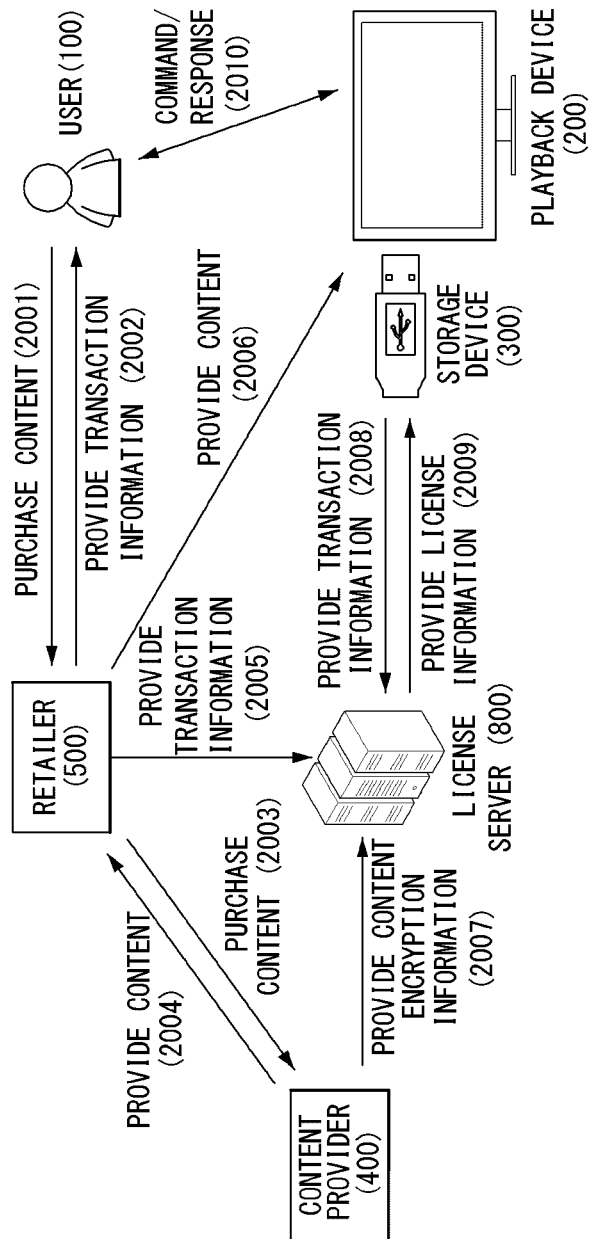 USER(100)
PURCHASE CONTENT(2001)
PROVIDE TRANSACTION
INFORMATION (2002)
COMMAND/
RESPONSE
(2010)
RETAILER
(500)
PROVIDE CONTENT
(2006)
PROVIDE
TRANSACTION
INFORMATION
(2005)
PROVIDE CONTENT
(2004)
PURCHASE
CONTENT (2003)
CONTENT
PROVIDER
(400)
PROVIDE CONTENT
ENCRYPTION
INFORMATION
(2007)
LICENSE
SERVER (800)
PROVIDE TRANSACTION
INFORMATION (2008)
PROVIDE LICENSE
INFORMATION (2009)
STORAGE
DEVICE
(300)
PLAYBACK DEVICE
(200)